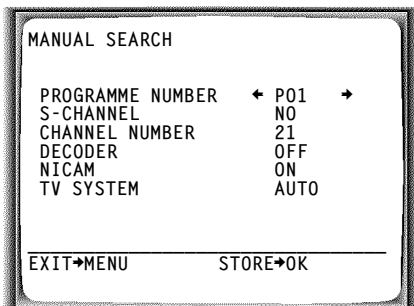 MANUAL SEARCH
PROGRAMME NUMBER ← PO1 →
S-CHANNEL NO
CHANNEL NUMBER 21
DECODER OFF
NICAM ON
TV SYSTEM AUTO
EXIT→MENU STORE→OK